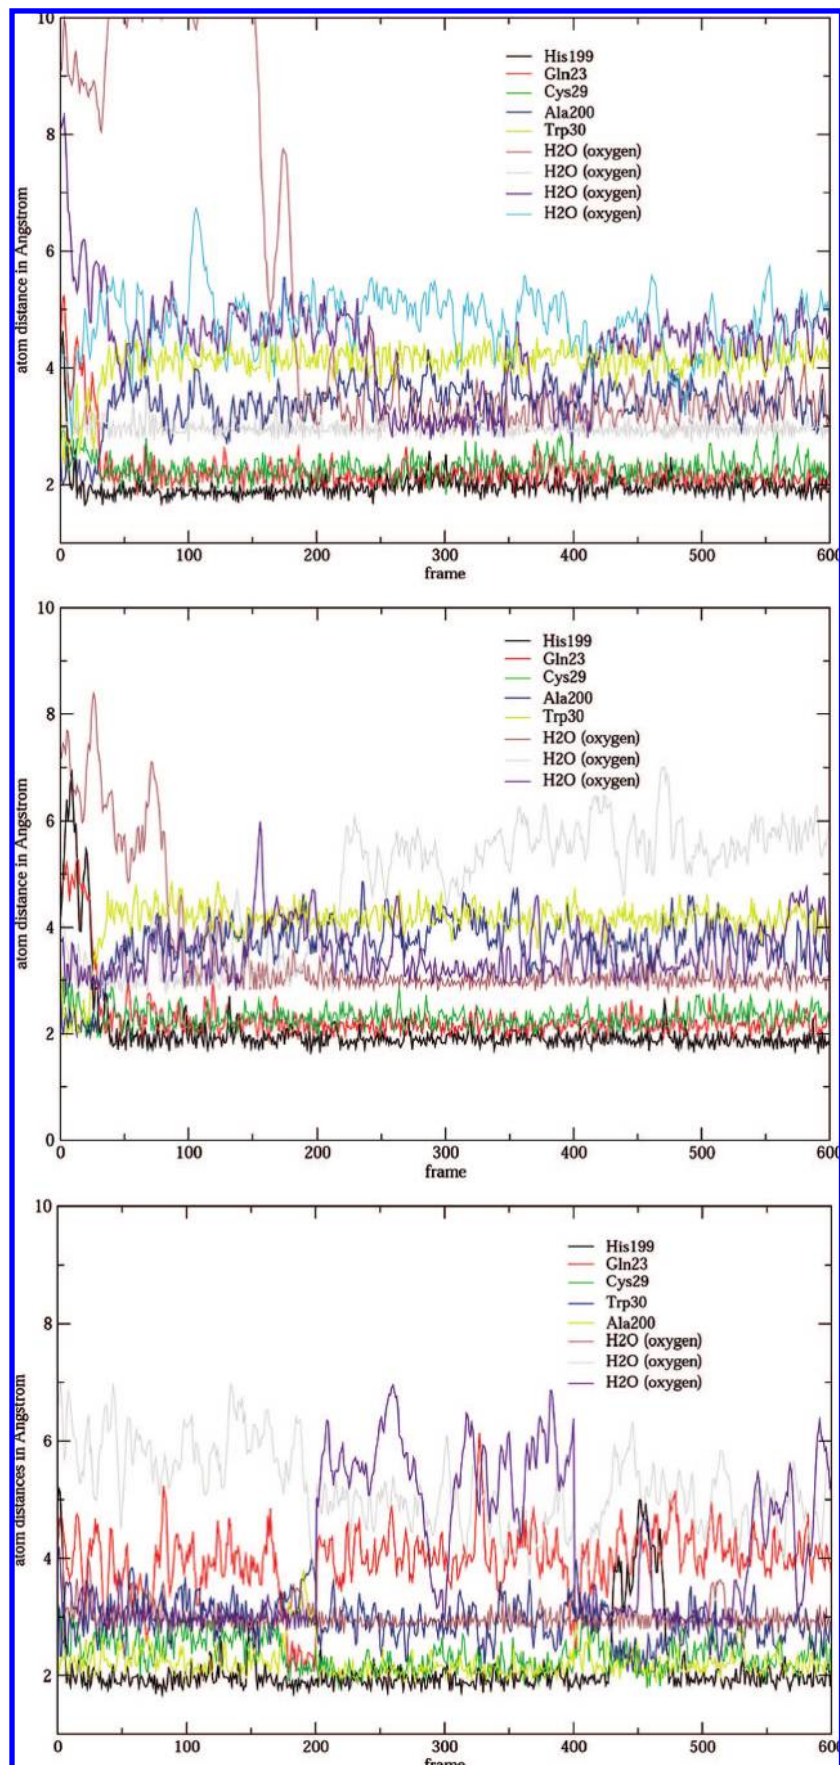 10
8
6
4
2
atom distance in Angstrom
His199
Gln23
Cys29
Ala200
Trp30
H2O (oxygen)
H2O (oxygen)
H2O (oxygen)
H2O (oxygen)
0 100 200 300 400 500 600
frame
10
8
6
4
2
0
atom distance in Angstrom
His199
Gln23
Cys29
Ala200
Trp30
H2O (oxygen)
H2O (oxygen)
H2O (oxygen)
0 100 200 300 400 500 600
frame
10
8
6
4
2
atom distances in Angstrom
His199
Gln23
Cys29
Trp30
Ala200
H2O (oxygen)
H2O (oxygen)
H2O (oxygen)
0 100 200 300 400 500 600
frame